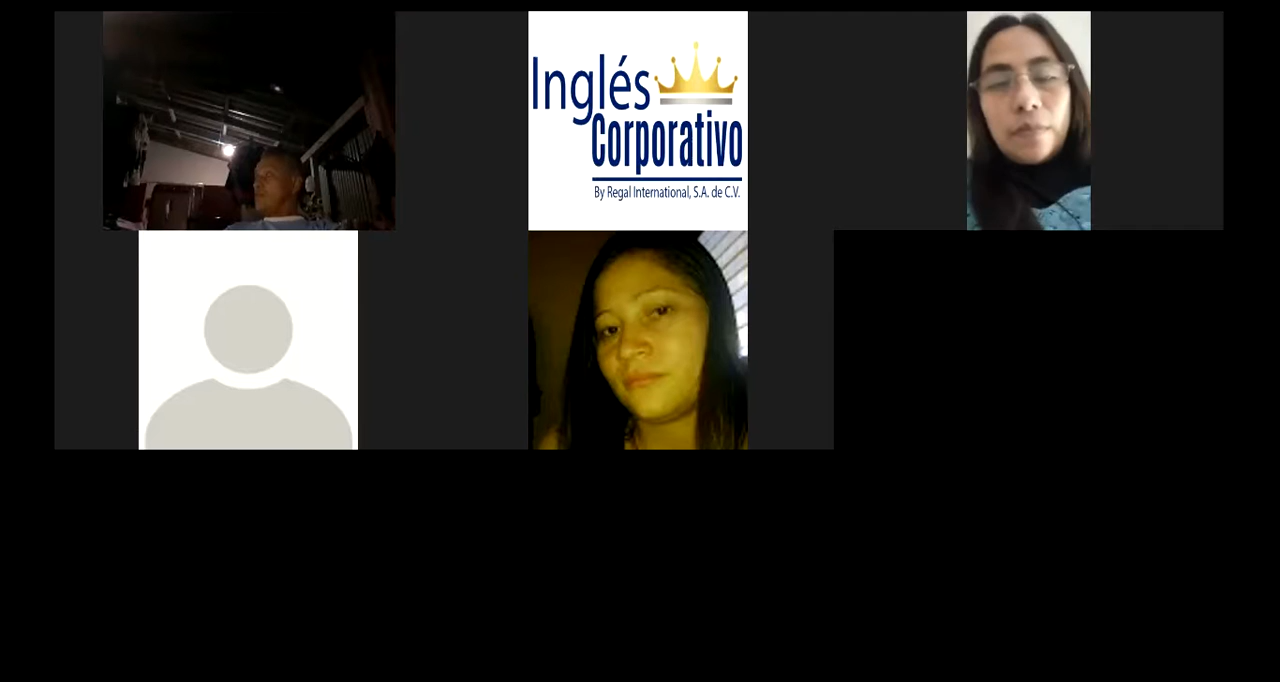 Inglés
Corporativo
By Regal International, S.A. de C.V.